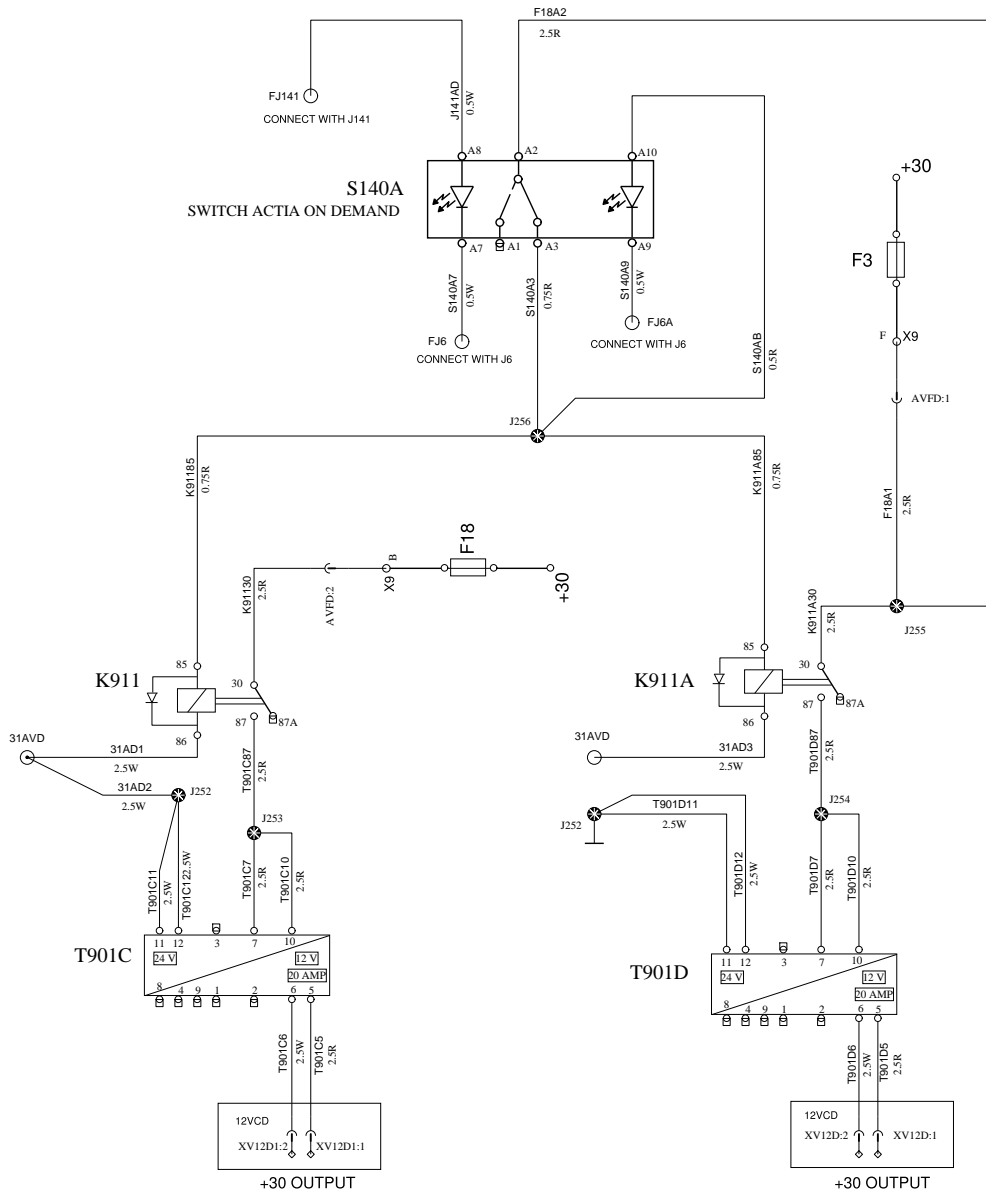 F18A2
2.5R
FJ141
CONNECT WITH J141
J141AD
0.5W
A8
A2
A10
S140A
SWITCH ACTIA ON DEMAND
A7
A1
A3
A9
S140A7
0.5W
S140A3
0.75R
S140A9
0.5W
FJ6
CONNECT WITH J6
FJ6A
CONNECT WITH J6
S140AB
0.5R
+30
F3
F
X9
AVFD:1
F18A1
2.5R
J256
K91185
0.75R
K911A85
0.75R
K91130
2.5R
AVFD:2
X9
B
F18
+30
K911A30
2.5R
J255
85
K911
30
87
87A
86
31AVD
31AD1
2.5W
31AD2
2.5W
J252
T901C87
2.5R
J253
T901C11
2.5W
T901C12
2.5W
T901C7
2.5R
T901C10
2.5R
85
K911A
30
87
87A
86
31AVD
31AD3
2.5W
T901D87
2.5R
J254
J252
T901D11
2.5W
T901D12
2.5W
T901D7
2.5R
T901D10
2.5R
T901C
11 12 3 7 10
24 V
12 V
20 AMP
8 4 9 1 2 6 5
T901C6
2.5W
T901C5
2.5R
12VCD
XV12D1:2
XV12D1:1
+30 OUTPUT
T901D
11 12 3 7 10
24 V
12 V
20 AMP
8 4 9 1 2 6 5
T901D6
2.5W
T901D5
2.5R
12VCD
XV12D:2
XV12D:1
+30 OUTPUT